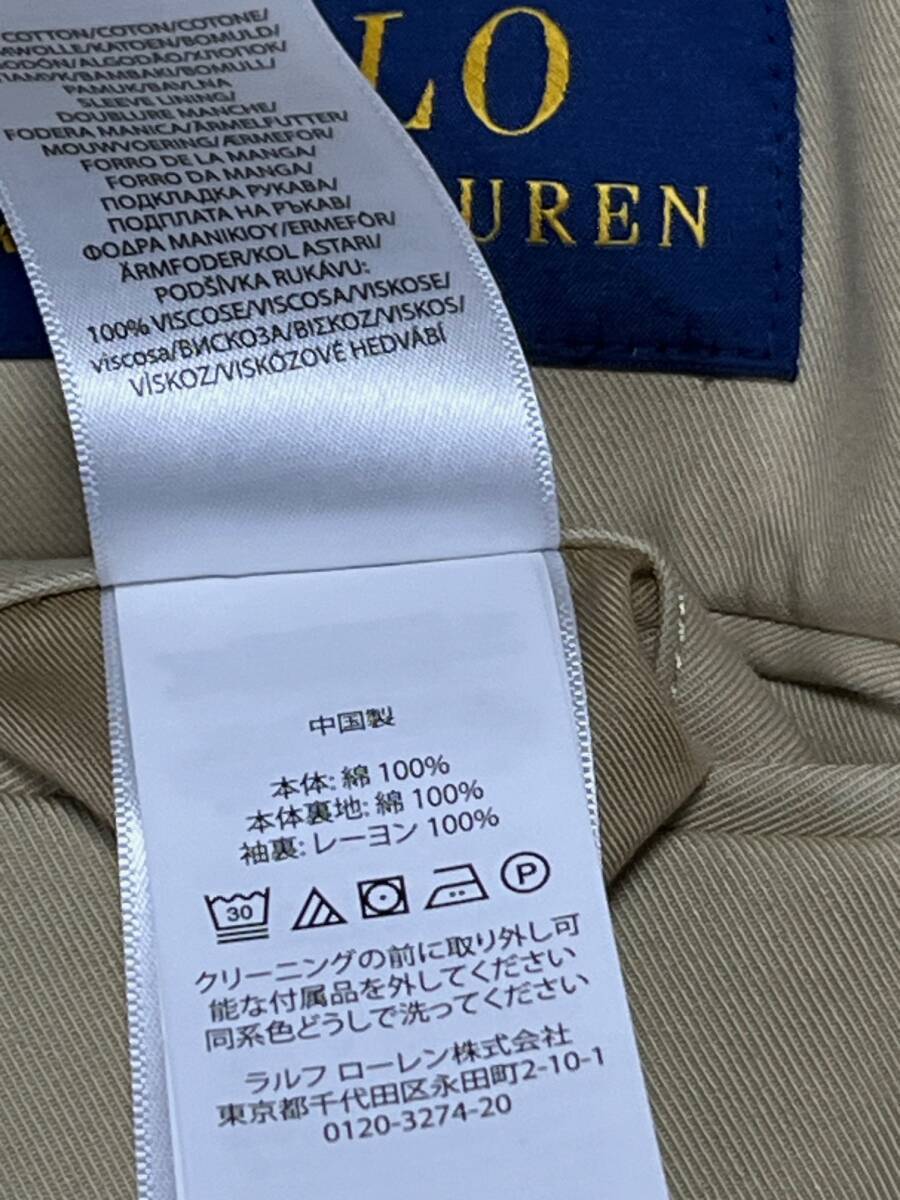 COTTON/COTON/COTONE/
MWOLLE/KATOEN/BOMULD/
ODÓN/ALGODÃO/ХЛОПОК/
ПАМУК/ΒΑΜΒΑΚΙ/BOMULL/
PAMUK/BAVLNA
SLEEVE LINING/
DOUBLURE MANCHE/
FODERA MANICA/ÄRMELFUTTER/
MOUWVOERING/ÆRMEFOR/
FORRO DE LA MANGA/
FORRO DA MANGA/
ПОДКЛАДКА РУКАВА/
ПОДПЛАТА НА РЪКАВ/
ΦΟΔΡΑ ΜΑΝΙΚΙΟΥ/ERMEFÔR/
ÄRMFODER/KOL ASTARI/
PODŠÍVKA RUKÁVU:
100% VISCOSE/VISCOSA/VISKOSE/
viscosa/ВИСКОЗА/ΒΙΣΚΟΖ/VISKOS/
VİSKOZ/VISKÓZOVÉ HEDVÁBÍ
LO
UREN
中国製
本体: 綿 100%
本体裏地: 綿 100%
袖裏: レーヨン 100%
30
P
クリーニングの前に取り外し可
能な付属品を外してください
同系色どうしで洗ってください
ラルフ ローレン株式会社
東京都千代田区永田町2-10-1
0120-3274-20